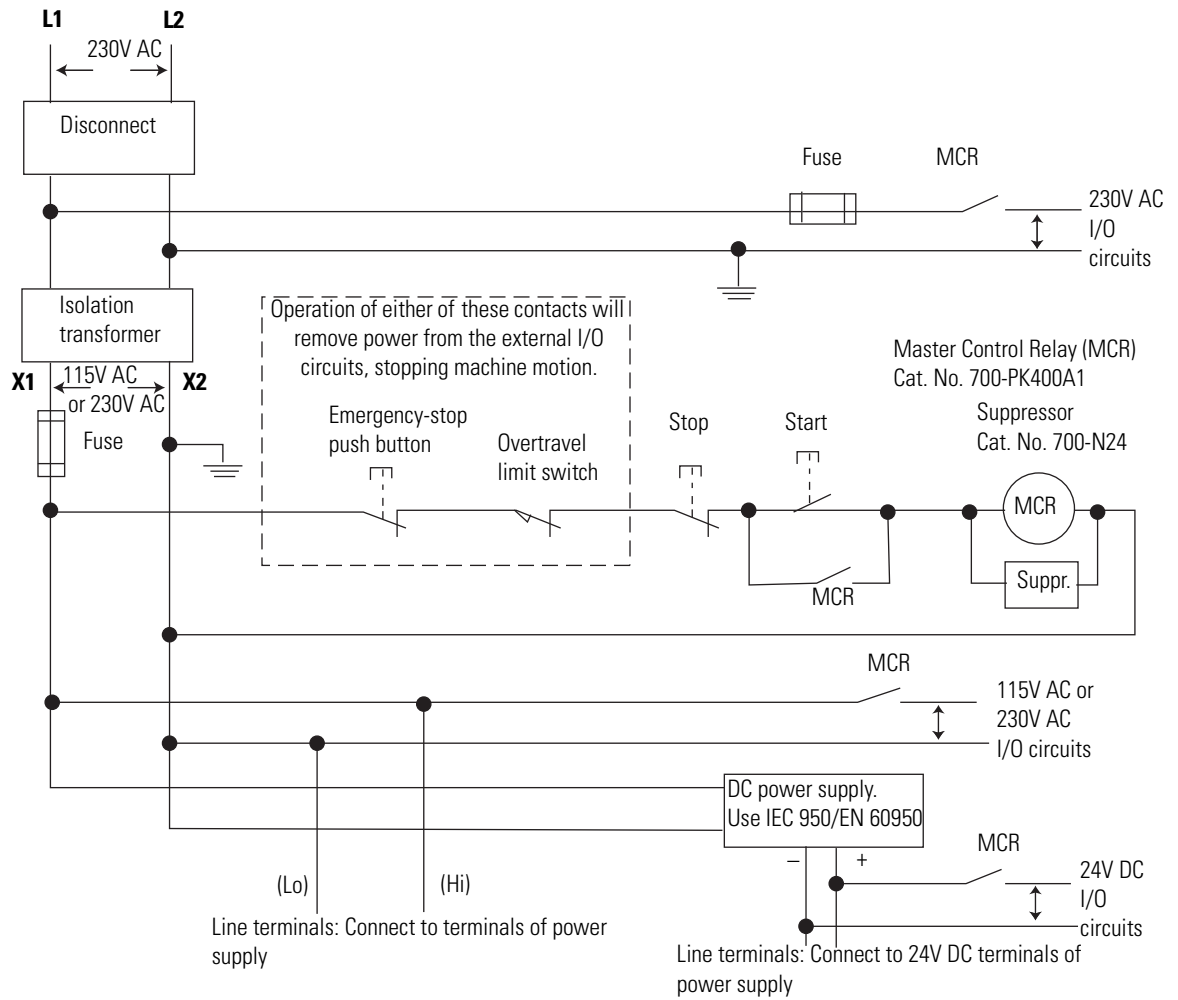 L1
L2
230V AC
Disconnect
Fuse
MCR
230V AC
I/O
circuits
Isolation
transformer
X1
115V AC
or 230V AC
X2
Fuse
Operation of either of these contacts will
remove power from the external I/O
circuits, stopping machine motion.
Emergency-stop
push button
Overtravel
limit switch
Stop
Start
Master Control Relay (MCR)
Cat. No. 700-PK400A1
Suppressor
Cat. No. 700-N24
MCR
Suppr.
MCR
MCR
115V AC or
230V AC
I/O circuits
DC power supply.
Use IEC 950/EN 60950
– +
MCR
24V DC
I/O
circuits
(Lo)
(Hi)
Line terminals: Connect to terminals of power
supply
Line terminals: Connect to 24V DC terminals of
power supply